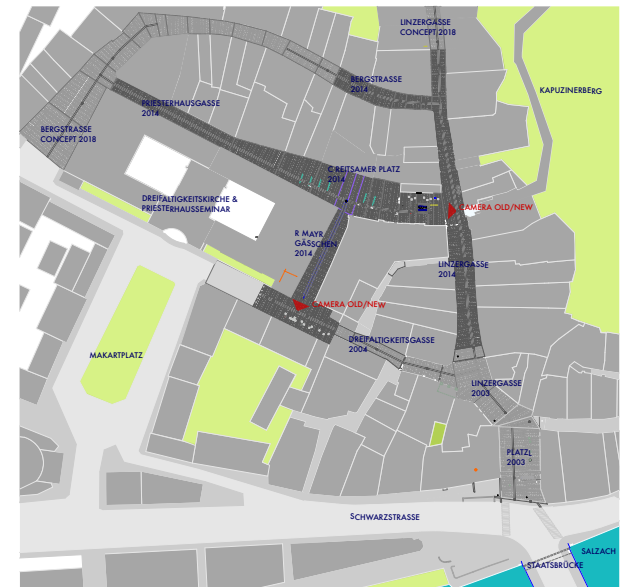 LINZERGASSE
CONCEPT 2018
BERGSTRASSE
2014
KAPUZINERBERG
PRIESTERHAUSGASSE
2014
BERGSTRASSE
CONCEPT 2018
C REITSAMER PLATZ
2014
DREIFALTIGKEITSKIRCHE &
PRIESTERHAUSSEMINAR
CAMERA OLD/NEW
R MAYR
GÄSSCHEN
2014
LINZERGASSE
2014
CAMERA OLD/NEW
DREIFALTIGKEITSGASSE
2004
MAKARTPLATZ
LINZERGASSE
2003
PLATZL
2003
SCHWARZSTRASSE
SALZACH
STAATSBRÜCKE